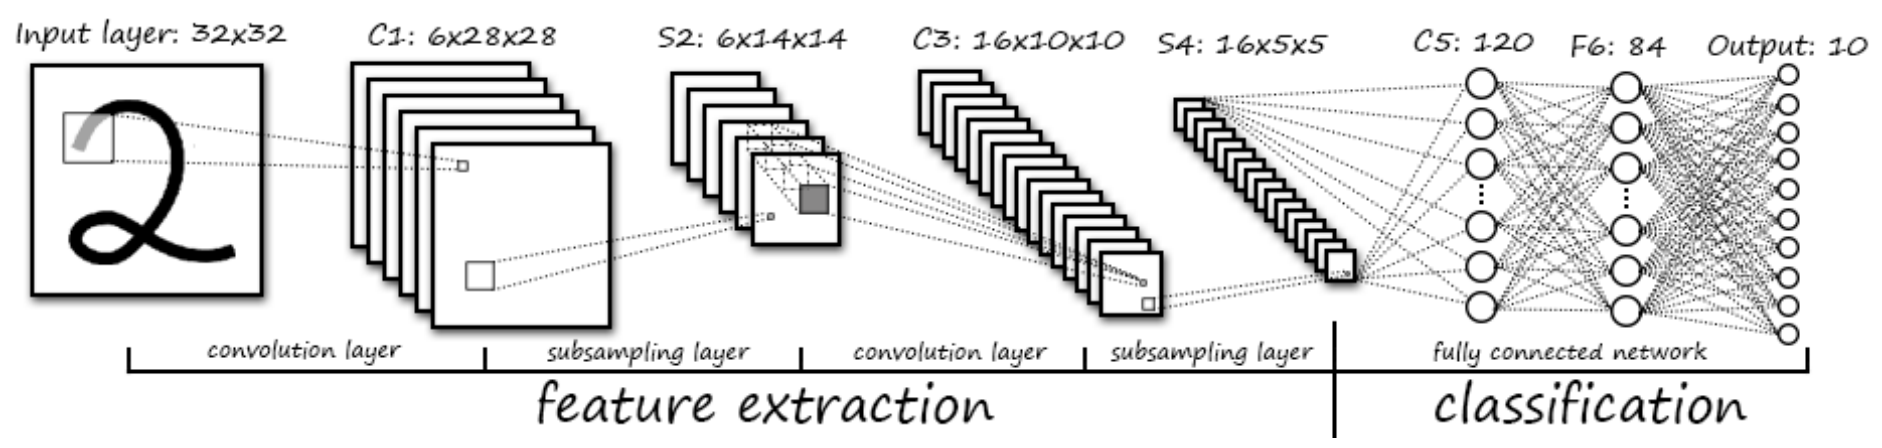 Input layer: 32x32
C1: 6x28x28
S2: 6x14x14
C3: 16x10x10
S4: 16x5x5
C5: 120
F6: 84
Output: 10
convolution layer
subsampling layer
convolution layer
subsampling layer
fully connected network
feature extraction
classification